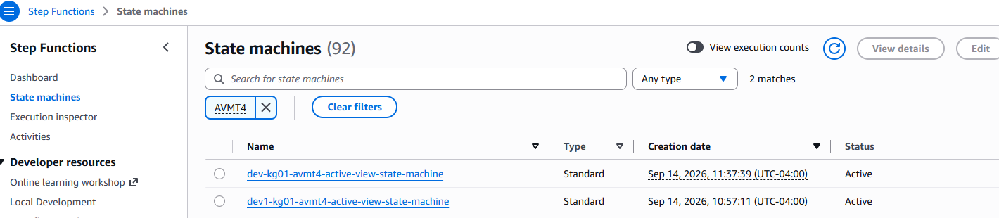 Step Functions > State machines
Step Functions
Dashboard
State machines
Execution inspector
Activities
Developer resources
Online learning workshop
Local Development
State machines (92)
View execution counts
View details
Edit
Search for state machines
Any type
2 matches
AVMT4
Clear filters
Name Type Creation date Status
dev-kg01-avmt4-active-view-state-machine Standard Sep 14, 2026, 11:37:39 (UTC-04:00) Active
dev1-kg01-avmt4-active-view-state-machine Standard Sep 14, 2026, 10:57:11 (UTC-04:00) Active